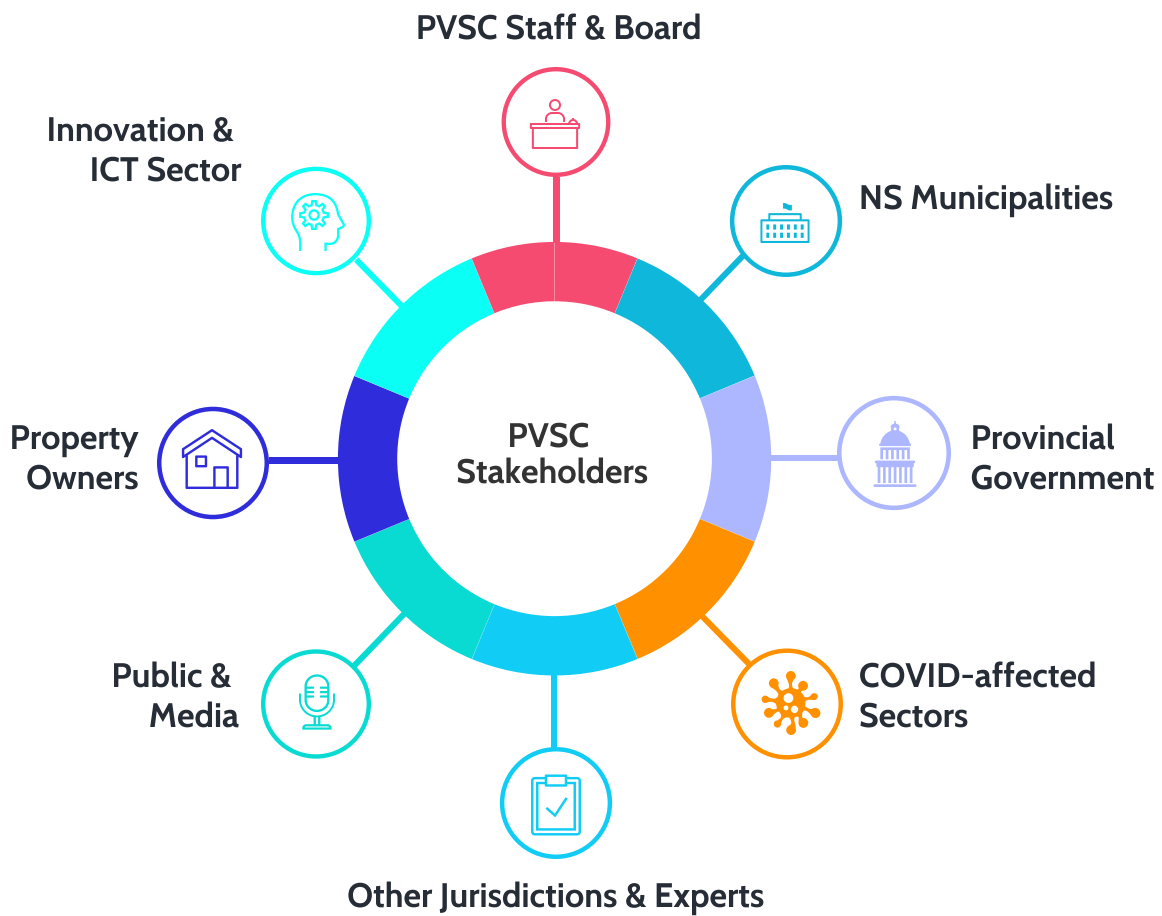 PVSC Staff & Board
Innovation &
ICT Sector
NS Municipalities
Property
Owners
PVSC
Stakeholders
Provincial
Government
Public &
Media
COVID-affected
Sectors
Other Jurisdictions & Experts